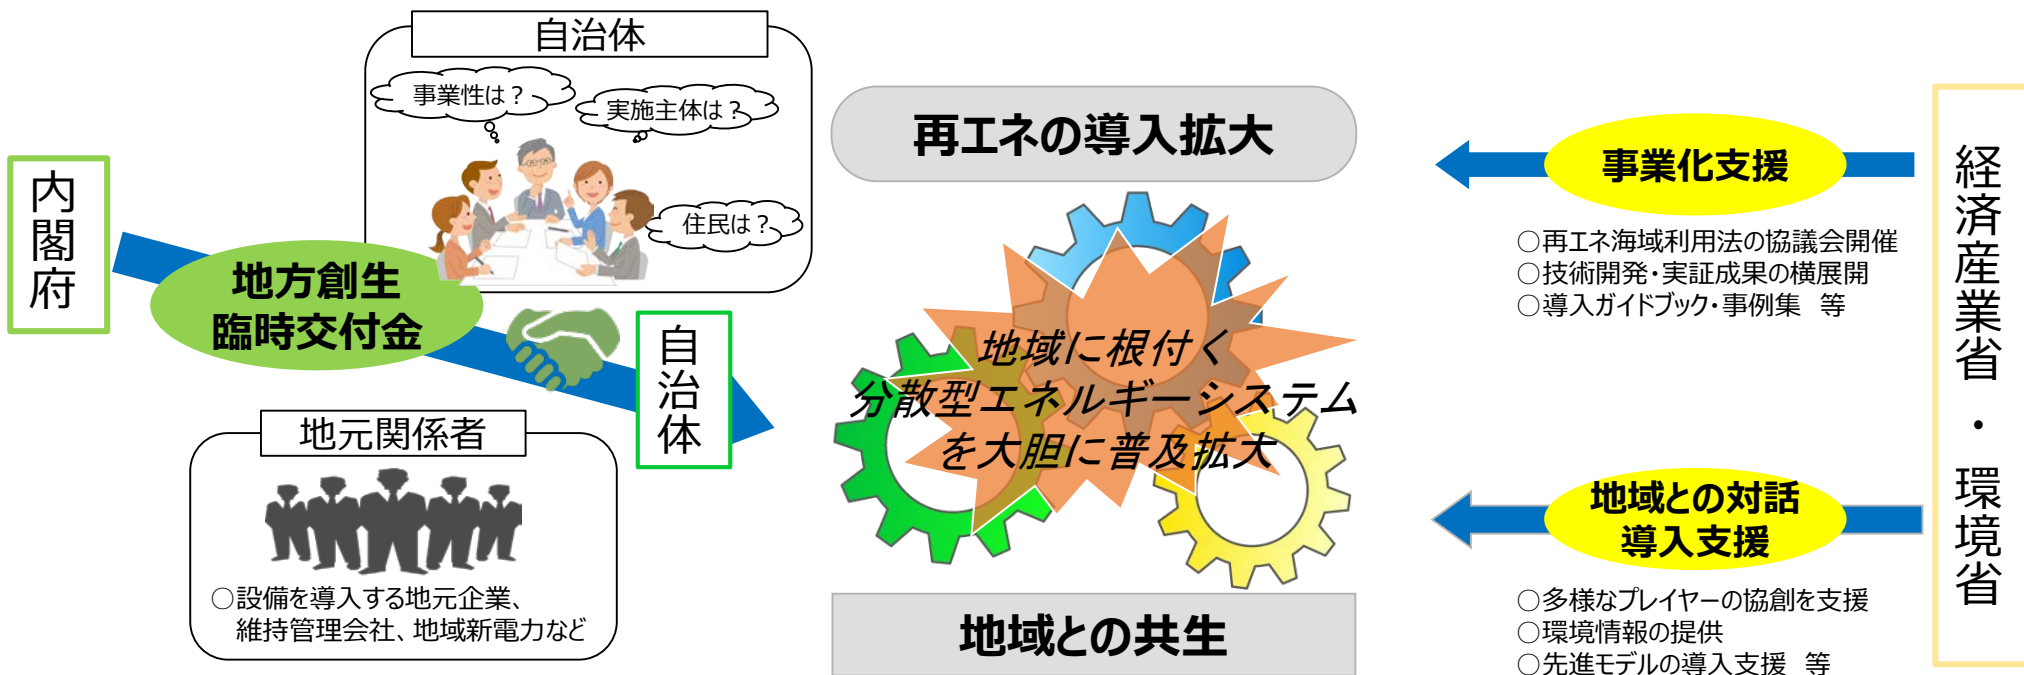 内閣府
地方創生
臨時交付金
自治体
事業性は？
実施主体は？
住民は？
自治体
地元関係者
○設備を導入する地元企業、
維持管理会社、地域新電力など
再エネの導入拡大
地域に根付く
分散型エネルギーシステム
を大胆に普及拡大
地域との共生
事業化支援
○再エネ海域利用法の協議会開催
○技術開発・実証成果の横展開
○導入ガイドブック・事例集　等
地域との対話
導入支援
○多様なプレイヤーの協創を支援
○環境情報の提供
○先進モデルの導入支援　等
経済産業省・環境省